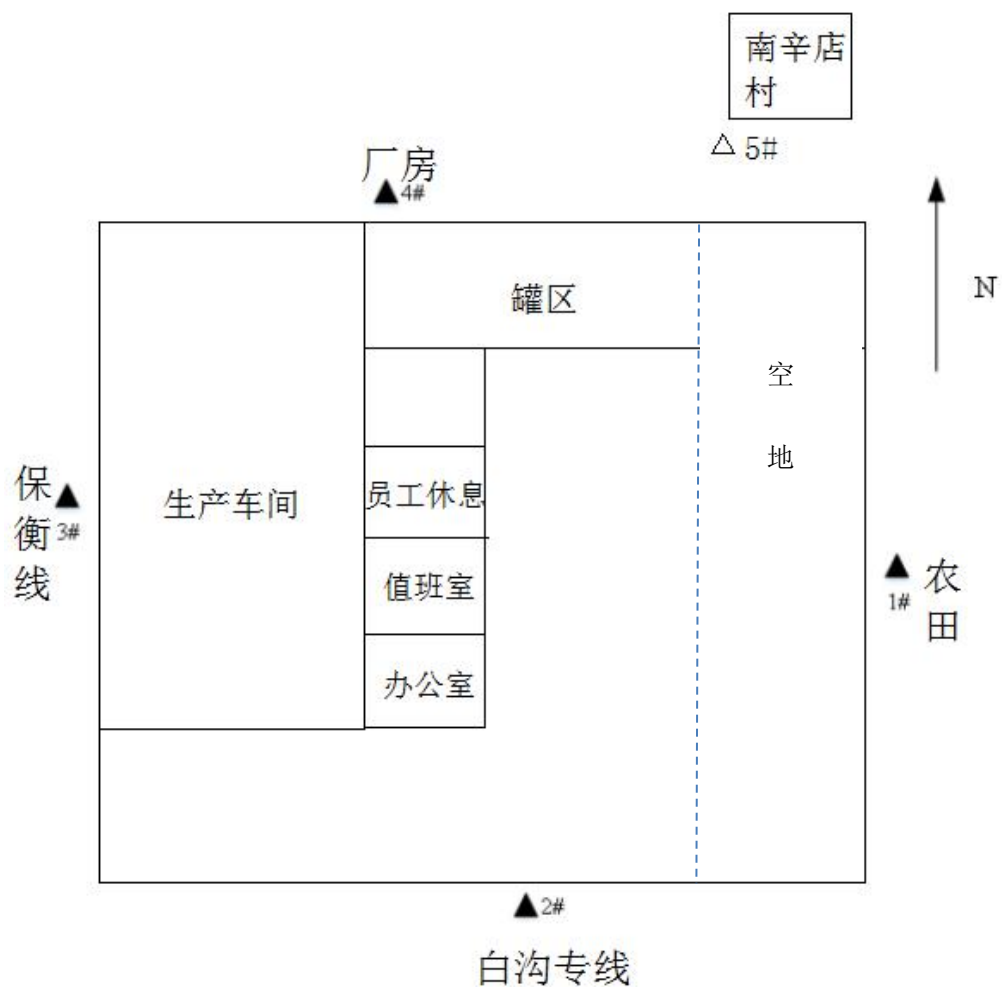 南辛店
村
△ 5#
厂房
▲4#
罐区
N
空
地
保
衡
线
▲
3#
生产车间
员工休息
值班室
办公室
▲
1#
农
田
▲2#
白沟专线